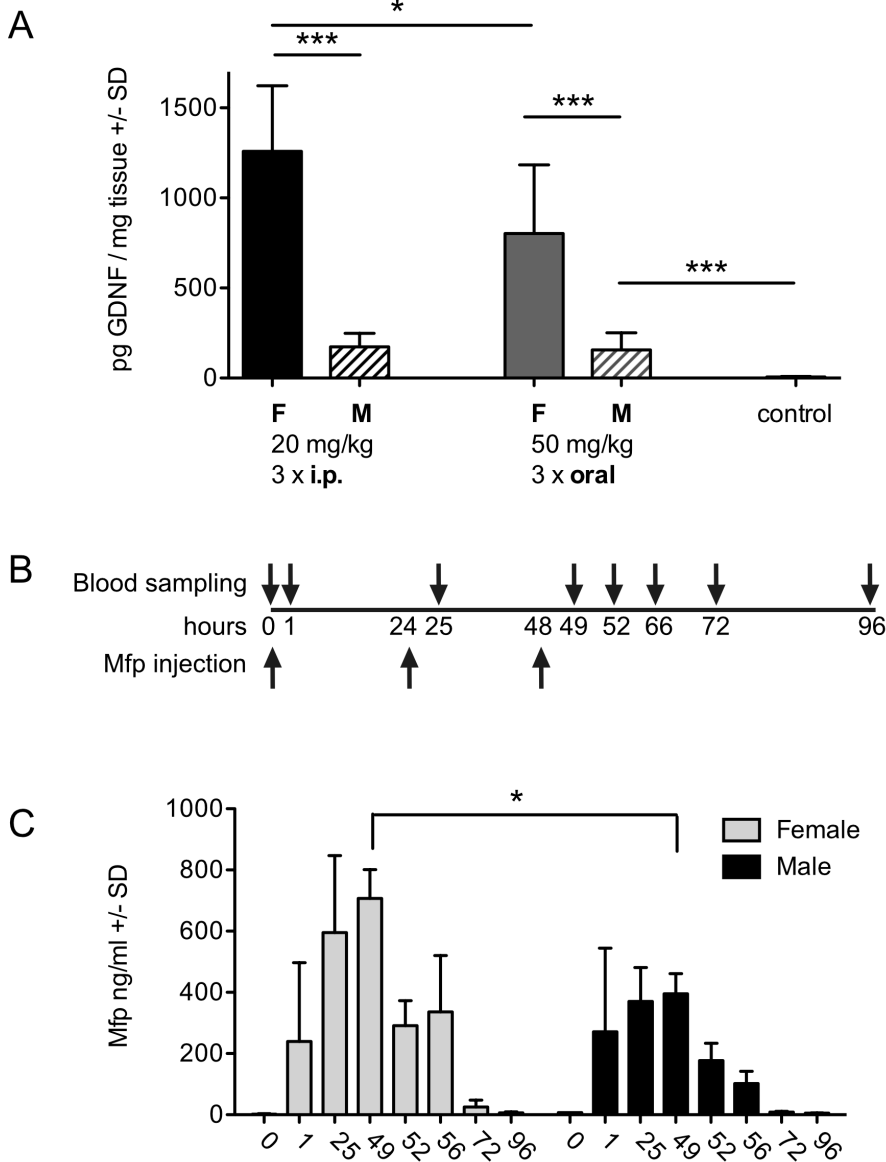 A
*
***
***
***
pg GDNF / mg tissue +/- SD
1500
1000
500
0
F M F M control
20 mg/kg 50 mg/kg
3 x i.p. 3 x oral
B
Blood sampling
hours 0 1 24 25 48 49 52 66 72 96
Mfp injection
C
*
Female
Male
Mfp ng/ml +/- SD
1000
800
600
400
200
0
0 1 25 49 52 56 72 96 0 1 25 49 52 56 72 96